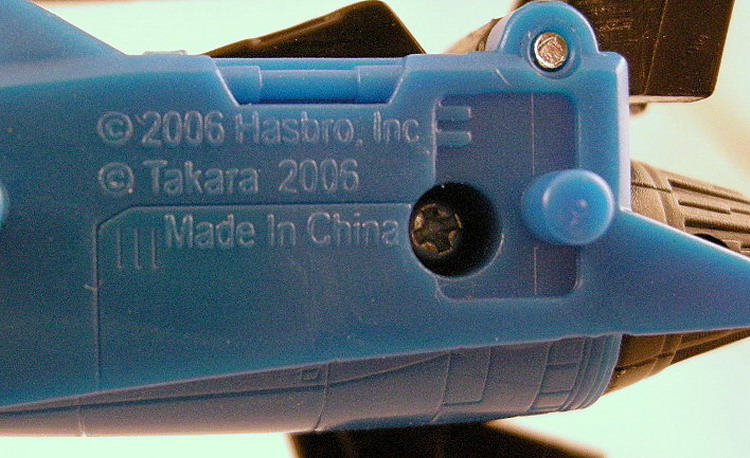 © 2006 Hasbro, Inc.
© Takara 2006
Made In China